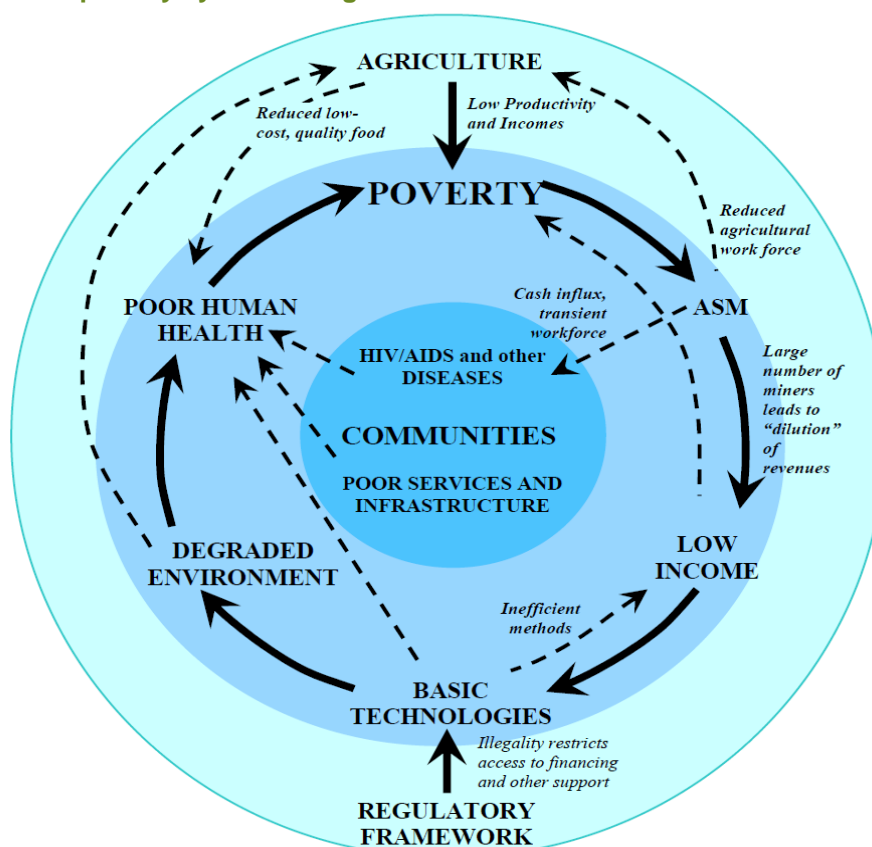 AGRICULTURE
Reduced low-
cost, quality food
Low Productivity
and Incomes
POVERTY
Reduced
agricultural
work force
POOR HUMAN
HEALTH
Cash influx,
transient
workforce
ASM
HIV/AIDS and other
DISEASES
Large
number of
miners
leads to
“dilution”
of
revenues
COMMUNITIES
POOR SERVICES AND
INFRASTRUCTURE
DEGRADED
ENVIRONMENT
LOW
INCOME
Inefficient
methods
BASIC
TECHNOLOGIES
Illegality restricts
access to financing
and other support
REGULATORY
FRAMEWORK